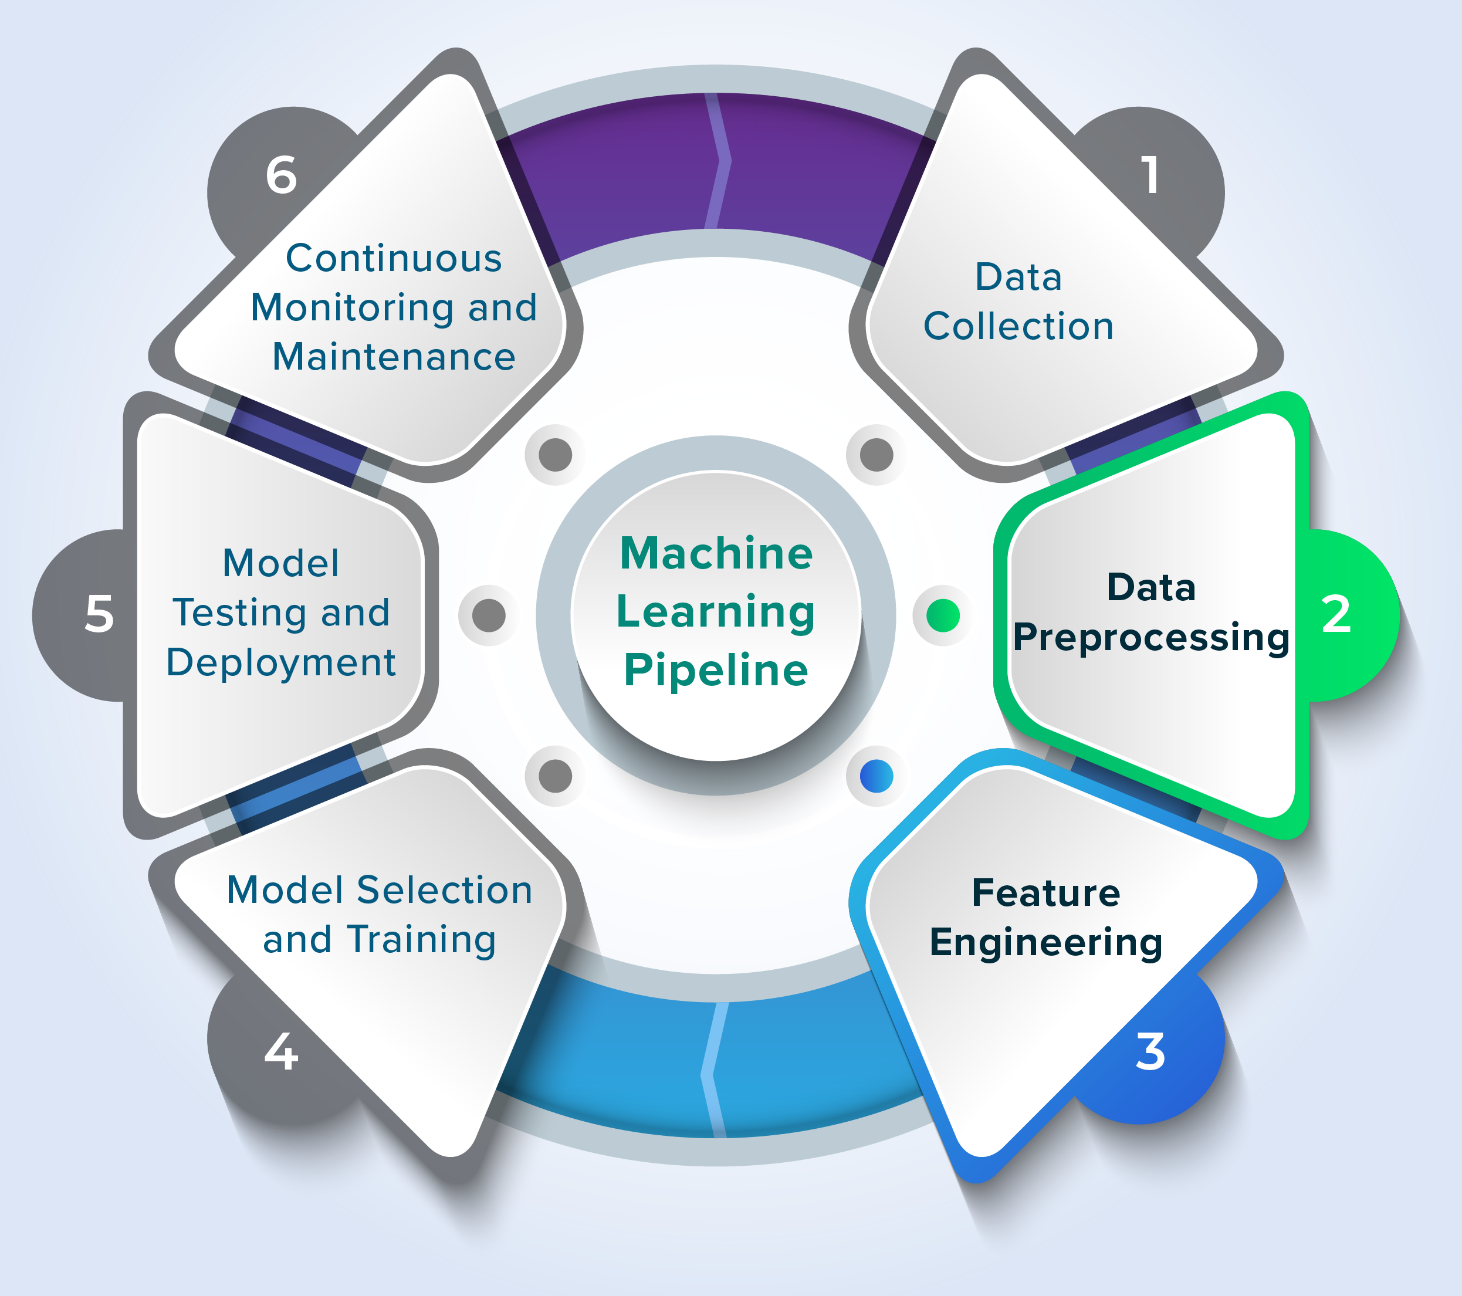 Machine
Learning
Pipeline
1
Data
Collection
2
Data
Preprocessing
3
Feature
Engineering
4
Model Selection
and Training
5
Model
Testing and
Deployment
6
Continuous
Monitoring and
Maintenance